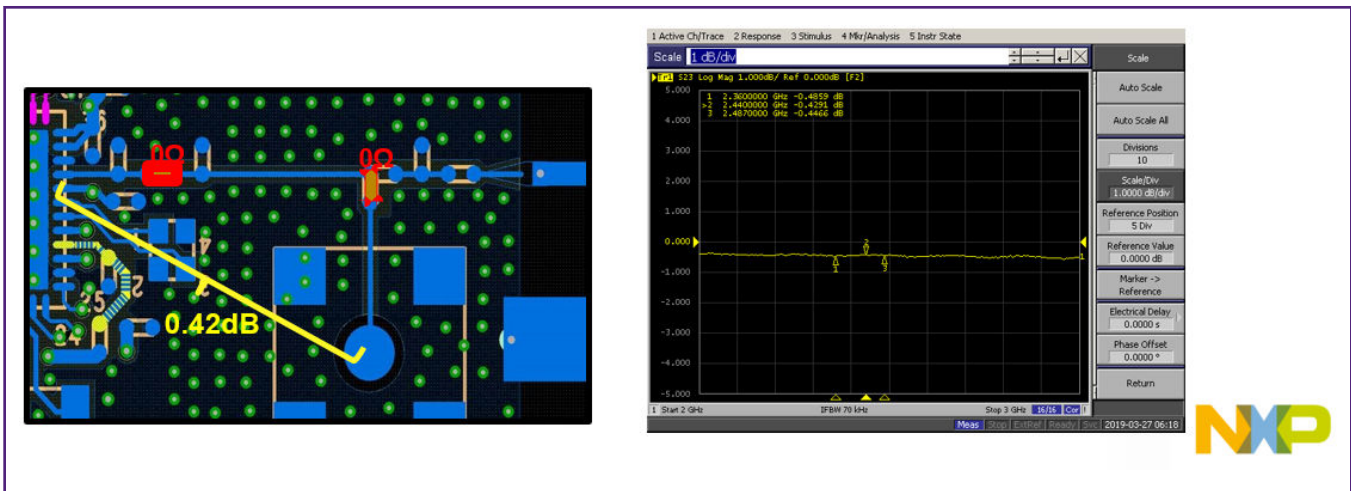 0Ω
0Ω
0.42dB
1 Active Ch/Trace 2 Response 3 Stimulus 4 Mkr/Analysis 5 Instr State
Scale 1 dB/div
Scale
Tr1 S23 Log Mag 1.000dB/ Ref 0.000dB [F2]
1 2.3600000 GHz -0.4859 dB
>2 2.4400000 GHz -0.4291 dB
3 2.4870000 GHz -0.4466 dB
5.000
4.000
3.000
2.000
1.000
0.000
-1.000
-2.000
-3.000
-4.000
-5.000
1
2
3
1
Auto Scale
Auto Scale All
Divisions
10
Scale/Div
1.0000 dB/div
Reference Position
5 Div
Reference Value
0.0000 dB
Marker ->
Reference
Electrical Delay
0.0000 s
Phase Offset
0.0000 °
Return
1 Start 2 GHz
IFBW 70 kHz
Stop 3 GHz 16/16 Cor !
Meas Stop ExtRef Ready Svc 2019-03-27 06:18
NXP